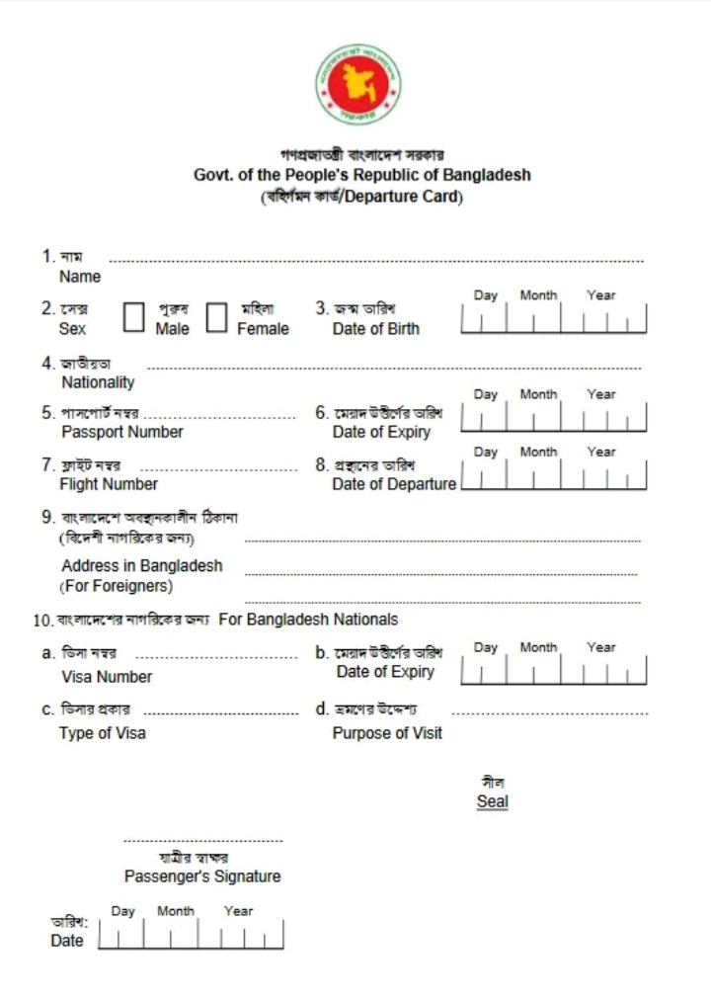 গণপ্রজাতন্ত্রী বাংলাদেশ
সরকার
গণপ্রজাতন্ত্রী বাংলাদেশ সরকার
Govt. of the People's Republic of Bangladesh
(বহির্গমন কার্ড/Departure Card)
1. নাম
Name
2. সেক্স পুরুষ মহিলা 3. জন্ম তারিখ Day Month Year
Sex Male Female Date of Birth
4. জাতীয়তা
Nationality
5. পাসপোর্ট নম্বর 6. মেয়াদ উত্তীর্ণের তারিখ Day Month Year
Passport Number Date of Expiry
7. ফ্লাইট নম্বর 8. প্রস্থানের তারিখ Day Month Year
Flight Number Date of Departure
9. বাংলাদেশে অবস্থানকালীন ঠিকানা
(বিদেশী নাগরিকের জন্য)
Address in Bangladesh
(For Foreigners)
10. বাংলাদেশের নাগরিকের জন্য For Bangladesh Nationals
a. ভিসা নম্বর b. মেয়াদ উত্তীর্ণের তারিখ Day Month Year
Visa Number Date of Expiry
c. ভিসার প্রকার d. ভ্রমণের উদ্দেশ্য
Type of Visa Purpose of Visit
সীল
Seal
যাত্রীর স্বাক্ষর
Passenger's Signature
তারিখ: Day Month Year
Date